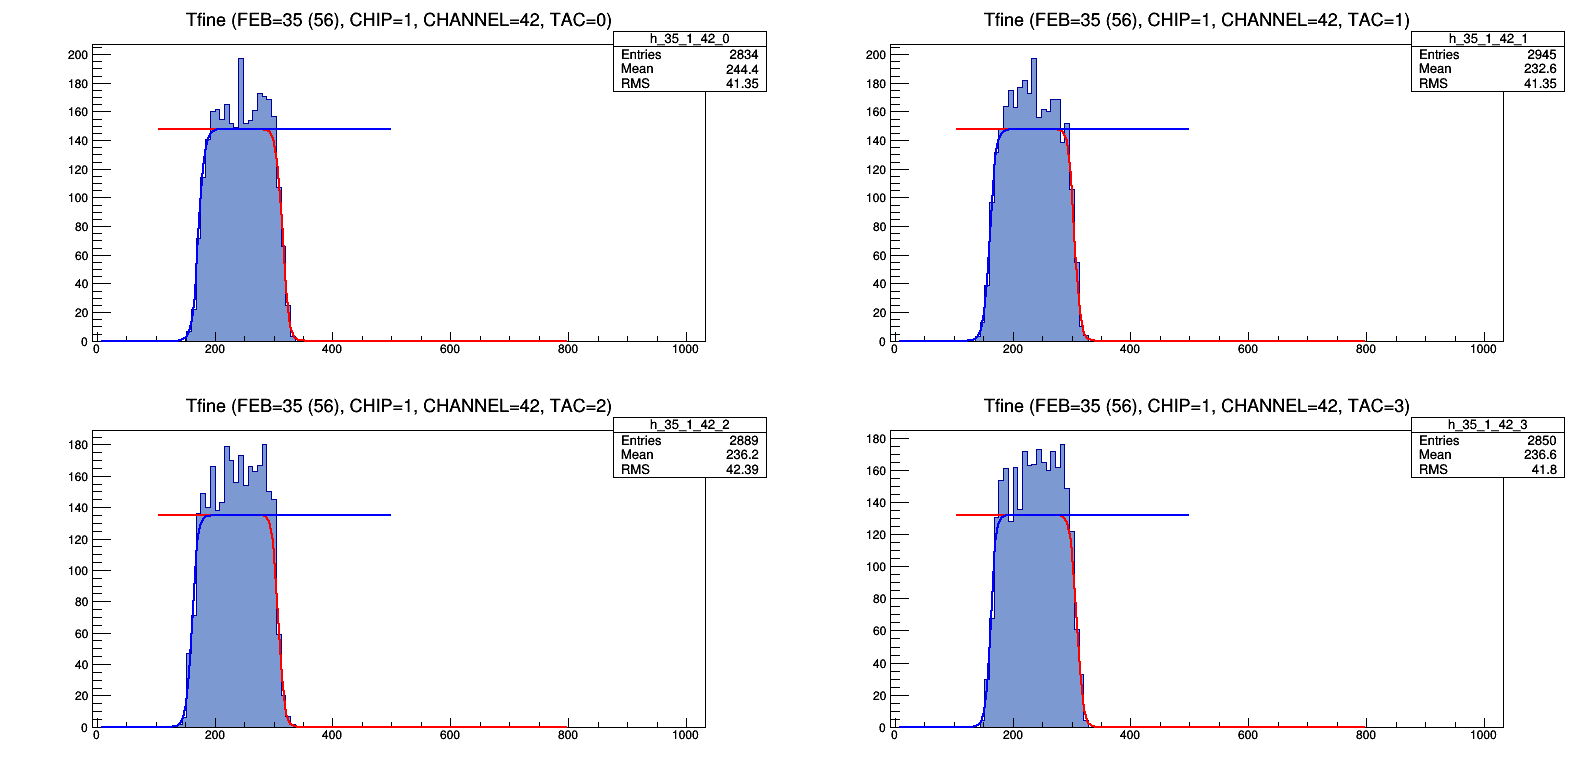 Tfine (FEB=35 (56), CHIP=1, CHANNEL=42, TAC=0)
h_35_1_42_0
Entries 2834
Mean 244.4
RMS 41.35
200
180
160
140
120
100
80
60
40
20
0
0 200 400 600 800 1000
Tfine (FEB=35 (56), CHIP=1, CHANNEL=42, TAC=1)
h_35_1_42_1
Entries 2945
Mean 232.6
RMS 41.35
200
180
160
140
120
100
80
60
40
20
0
0 200 400 600 800 1000
Tfine (FEB=35 (56), CHIP=1, CHANNEL=42, TAC=2)
h_35_1_42_2
Entries 2889
Mean 236.2
RMS 42.39
180
160
140
120
100
80
60
40
20
0
0 200 400 600 800 1000
Tfine (FEB=35 (56), CHIP=1, CHANNEL=42, TAC=3)
h_35_1_42_3
Entries 2850
Mean 236.6
RMS 41.8
180
160
140
120
100
80
60
40
20
0
0 200 400 600 800 1000